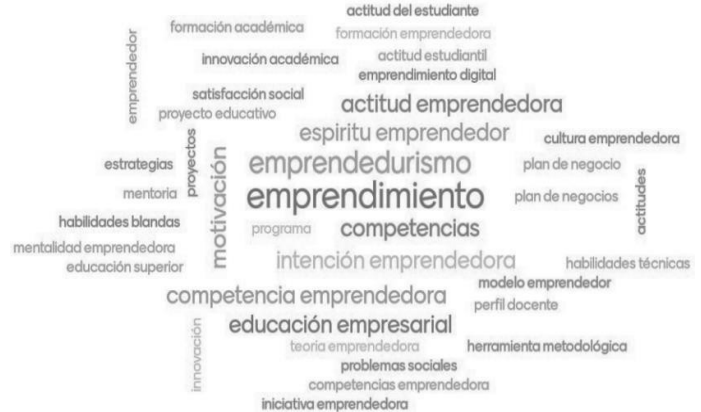 actitud del estudiante
formación académica
formación emprendedora
emprendedor
innovación académica
actitud estudiantil
emprendimiento digital
satisfacción social
actitud emprendedora
proyecto educativo
espiritu emprendedor
cultura emprendedora
proyectos
estrategias
motivación
emprendedurismo
plan de negocio
actitudes
mentoria
emprendimiento
plan de negocios
habilidades blandas
programa
competencias
mentalidad emprendedora
educación superior
intención emprendedora
habilidades técnicas
modelo emprendedor
competencia emprendedora
perfil docente
innovación
educación empresarial
teoria emprendedora
herramienta metodológica
problemas sociales
competencias emprendedora
iniciativa emprendedora